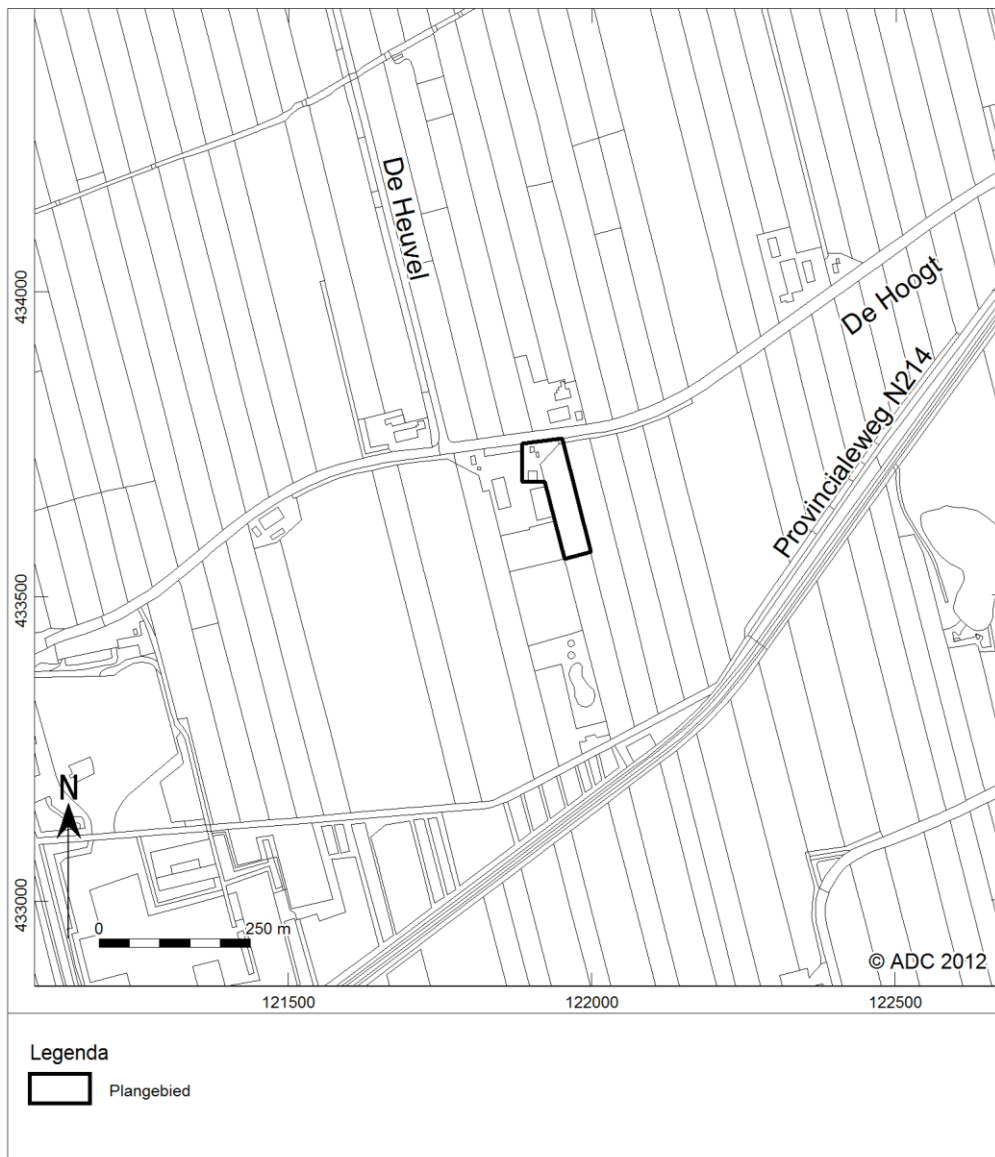 De Heuvel
434000
De Hoogt
Provincialeweg N214
433500
N
433000
0 250 m
© ADC 2012
121500 122000 122500
Legenda
Plangebied